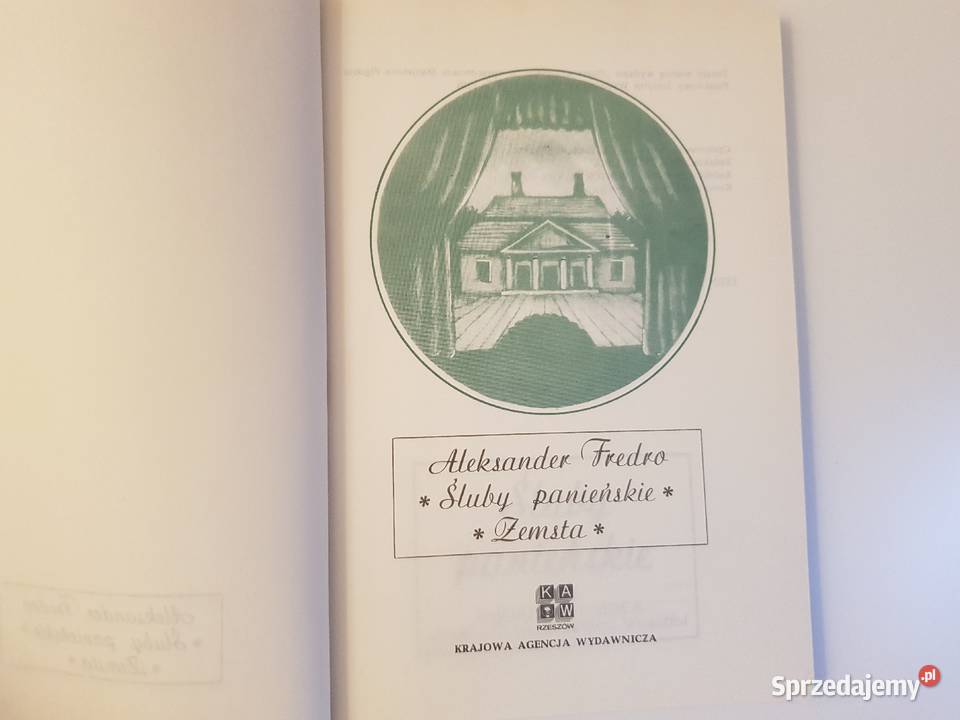 Aleksander Fredro
* Śluby panieńskie *
* Zemsta *
KAW
RZESZÓW
KRAJOWA AGENCJA WYDAWNICZA
Sprzedajemy.pl